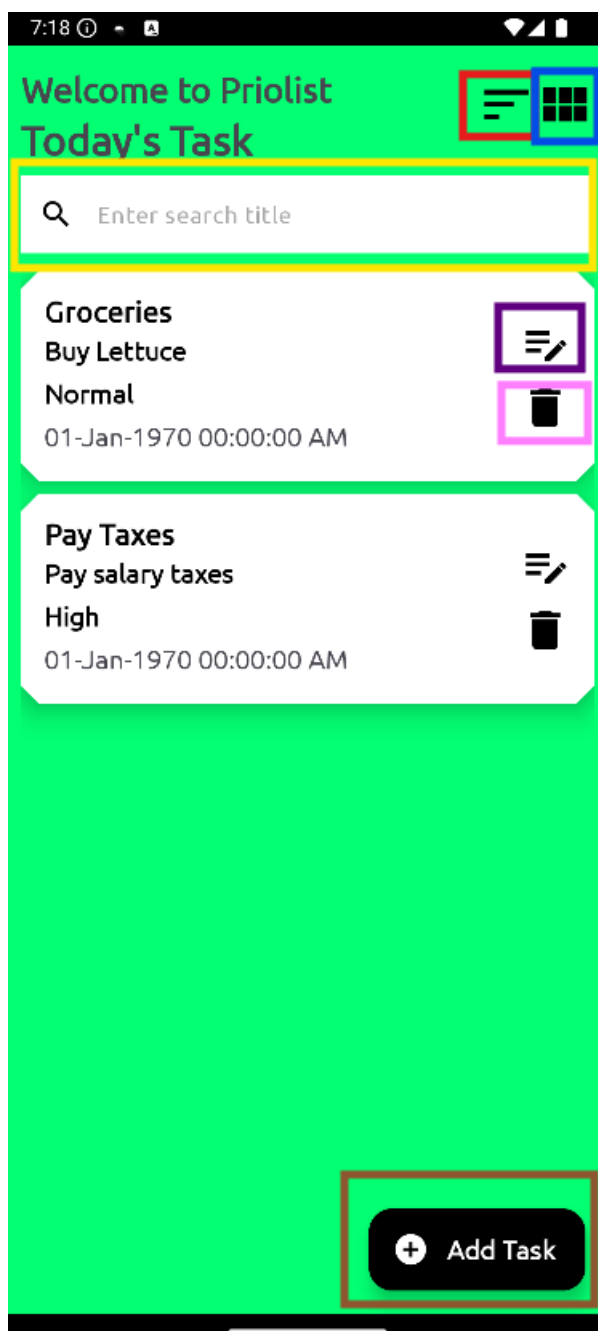 7:18
Welcome to Priolist
Today's Task
Enter search title
Groceries
Buy Lettuce
Normal
01-Jan-1970 00:00:00 AM
Pay Taxes
Pay salary taxes
High
01-Jan-1970 00:00:00 AM
Add Task